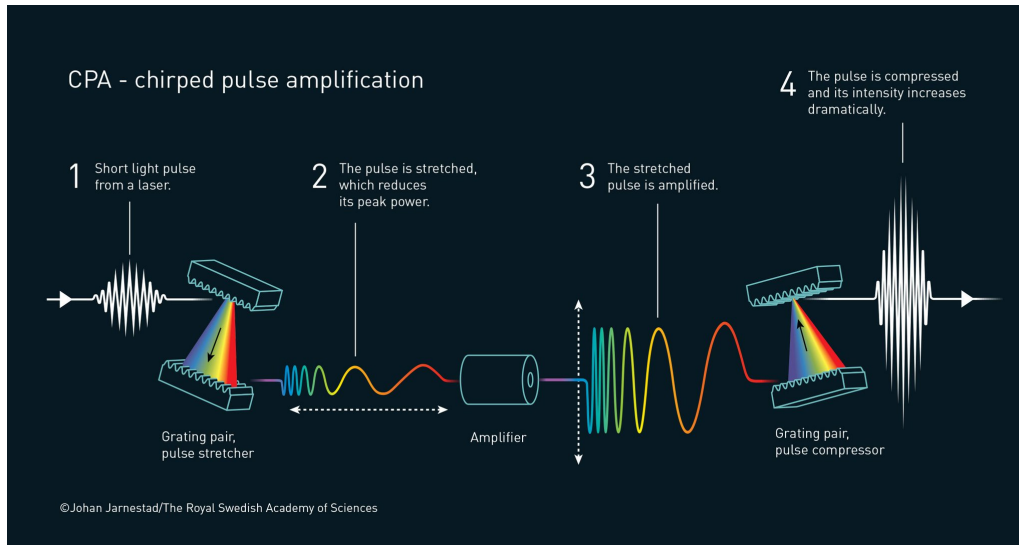 CPA - chirped pulse amplification
1 Short light pulse
from a laser.
2 The pulse is stretched,
which reduces
its peak power.
3 The stretched
pulse is amplified.
4 The pulse is compressed
and its intensity increases
dramatically.
Grating pair,
pulse stretcher
Amplifier
Grating pair,
pulse compressor
©Johan Jarnestad/The Royal Swedish Academy of Sciences